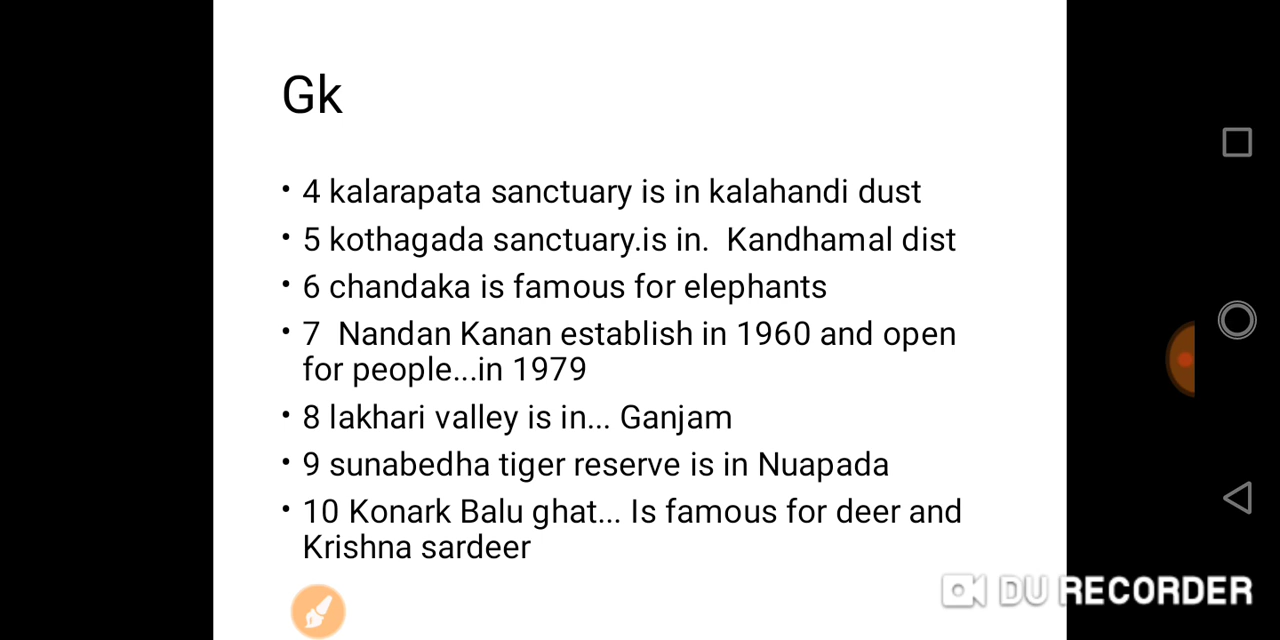 Gk
• 4 kalarapata sanctuary is in kalahandi dust
• 5 kothagada sanctuary.is in.  Kandhamal dist
• 6 chandaka is famous for elephants
• 7  Nandan Kanan establish in 1960 and open
for people...in 1979
• 8 lakhari valley is in... Ganjam
• 9 sunabedha tiger reserve is in Nuapada
• 10 Konark Balu ghat... Is famous for deer and
Krishna sardeer
DU RECORDER